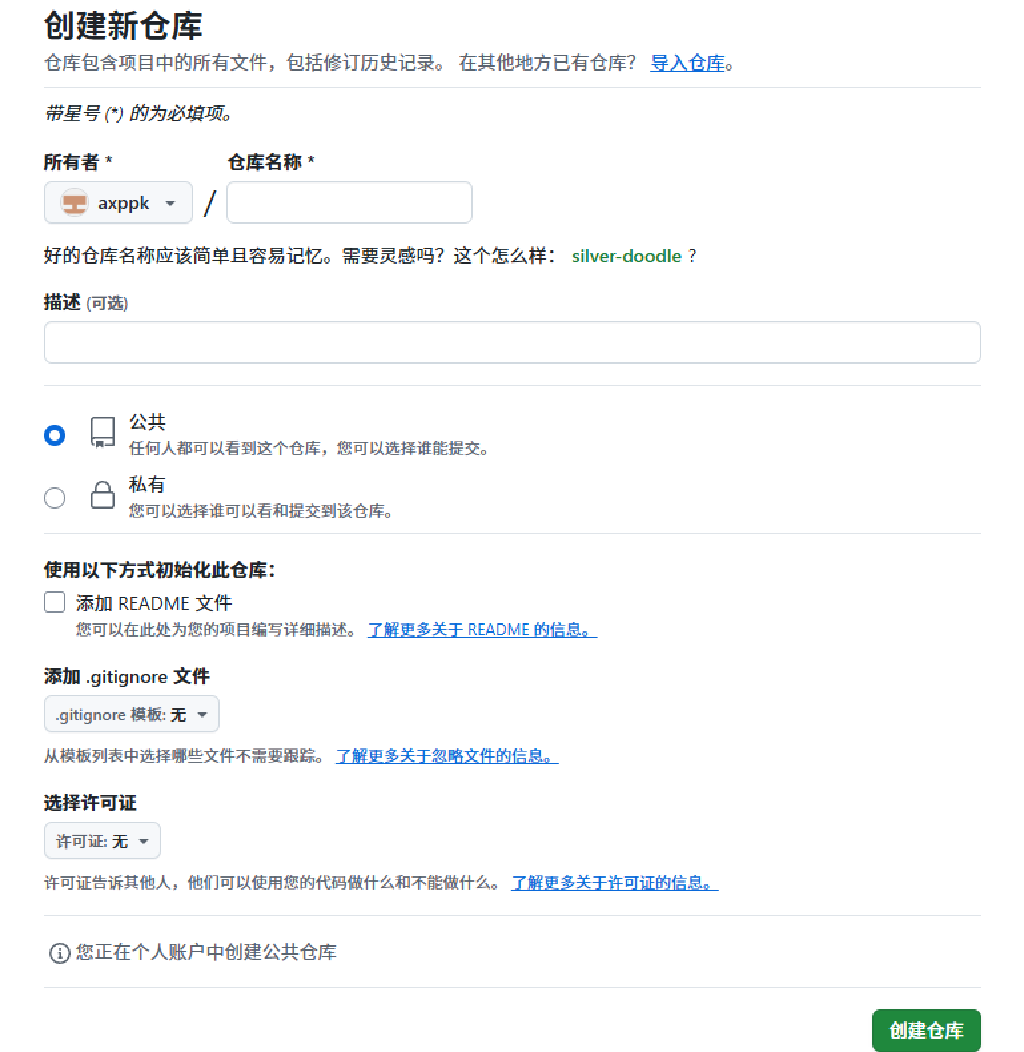 创建新仓库
仓库包含项目中的所有文件，包括修订历史记录。 在其他地方已有仓库？ 导入仓库。
带星号 (*) 的为必填项。
所有者 * 仓库名称 *
axppk /
好的仓库名称应该简单且容易记忆。需要灵感吗？这个怎么样： silver-doodle ？
描述 (可选)
公共
任何人都可以看到这个仓库，您可以选择谁能提交。
私有
您可以选择谁可以看和提交到该仓库。
使用以下方式初始化此仓库：
添加 README 文件
您可以在此处为您的项目编写详细描述。 了解更多关于 README 的信息。
添加 .gitignore 文件
.gitignore 模板: 无
从模板列表中选择哪些文件不需要跟踪。 了解更多关于忽略文件的信息。
选择许可证
许可证: 无
许可证告诉其他人，他们可以使用您的代码做什么和不能做什么。 了解更多关于许可证的信息。
您正在个人账户中创建公共仓库
创建仓库